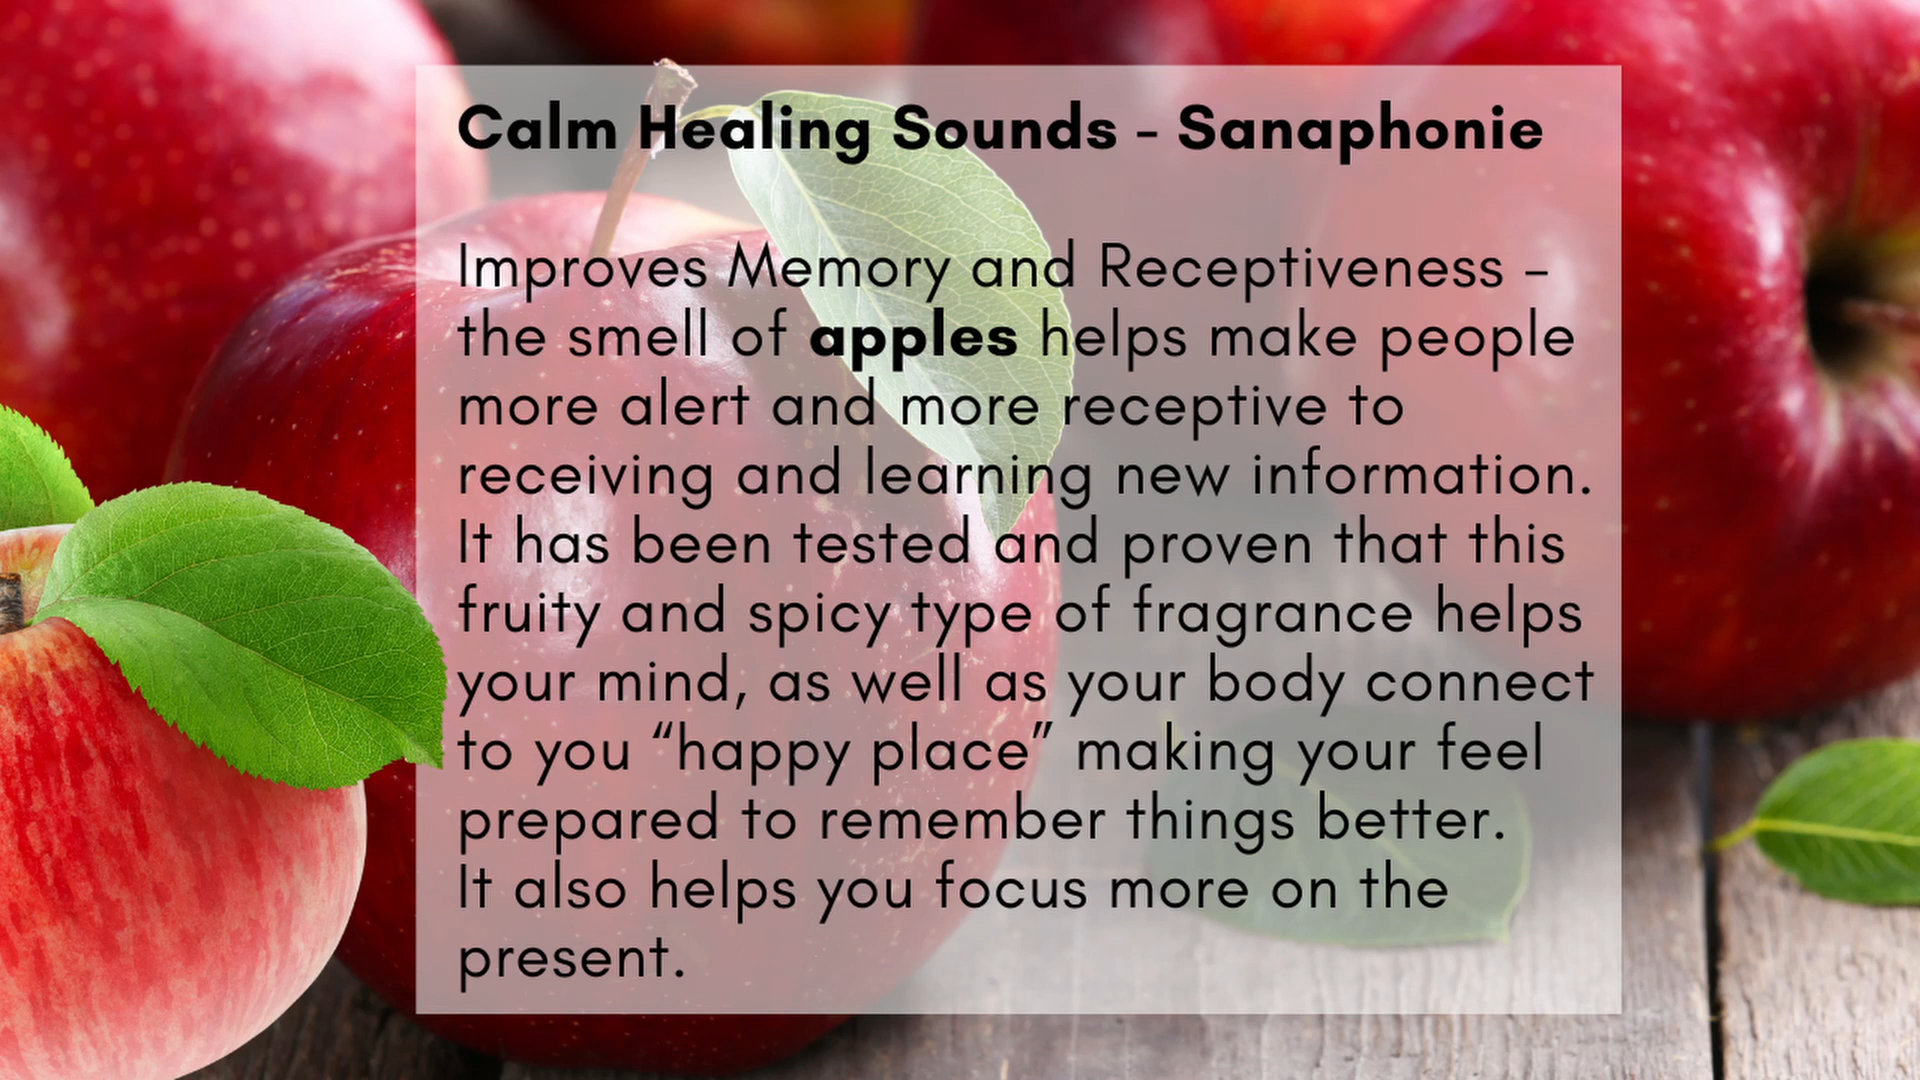 Calm Healing Sounds - Sanaphonie
Improves Memory and Receptiveness –
the smell of apples helps make people
more alert and more receptive to
receiving and learning new information.
It has been tested and proven that this
fruity and spicy type of fragrance helps
your mind, as well as your body connect
to you “happy place” making your feel
prepared to remember things better.
It also helps you focus more on the
present.